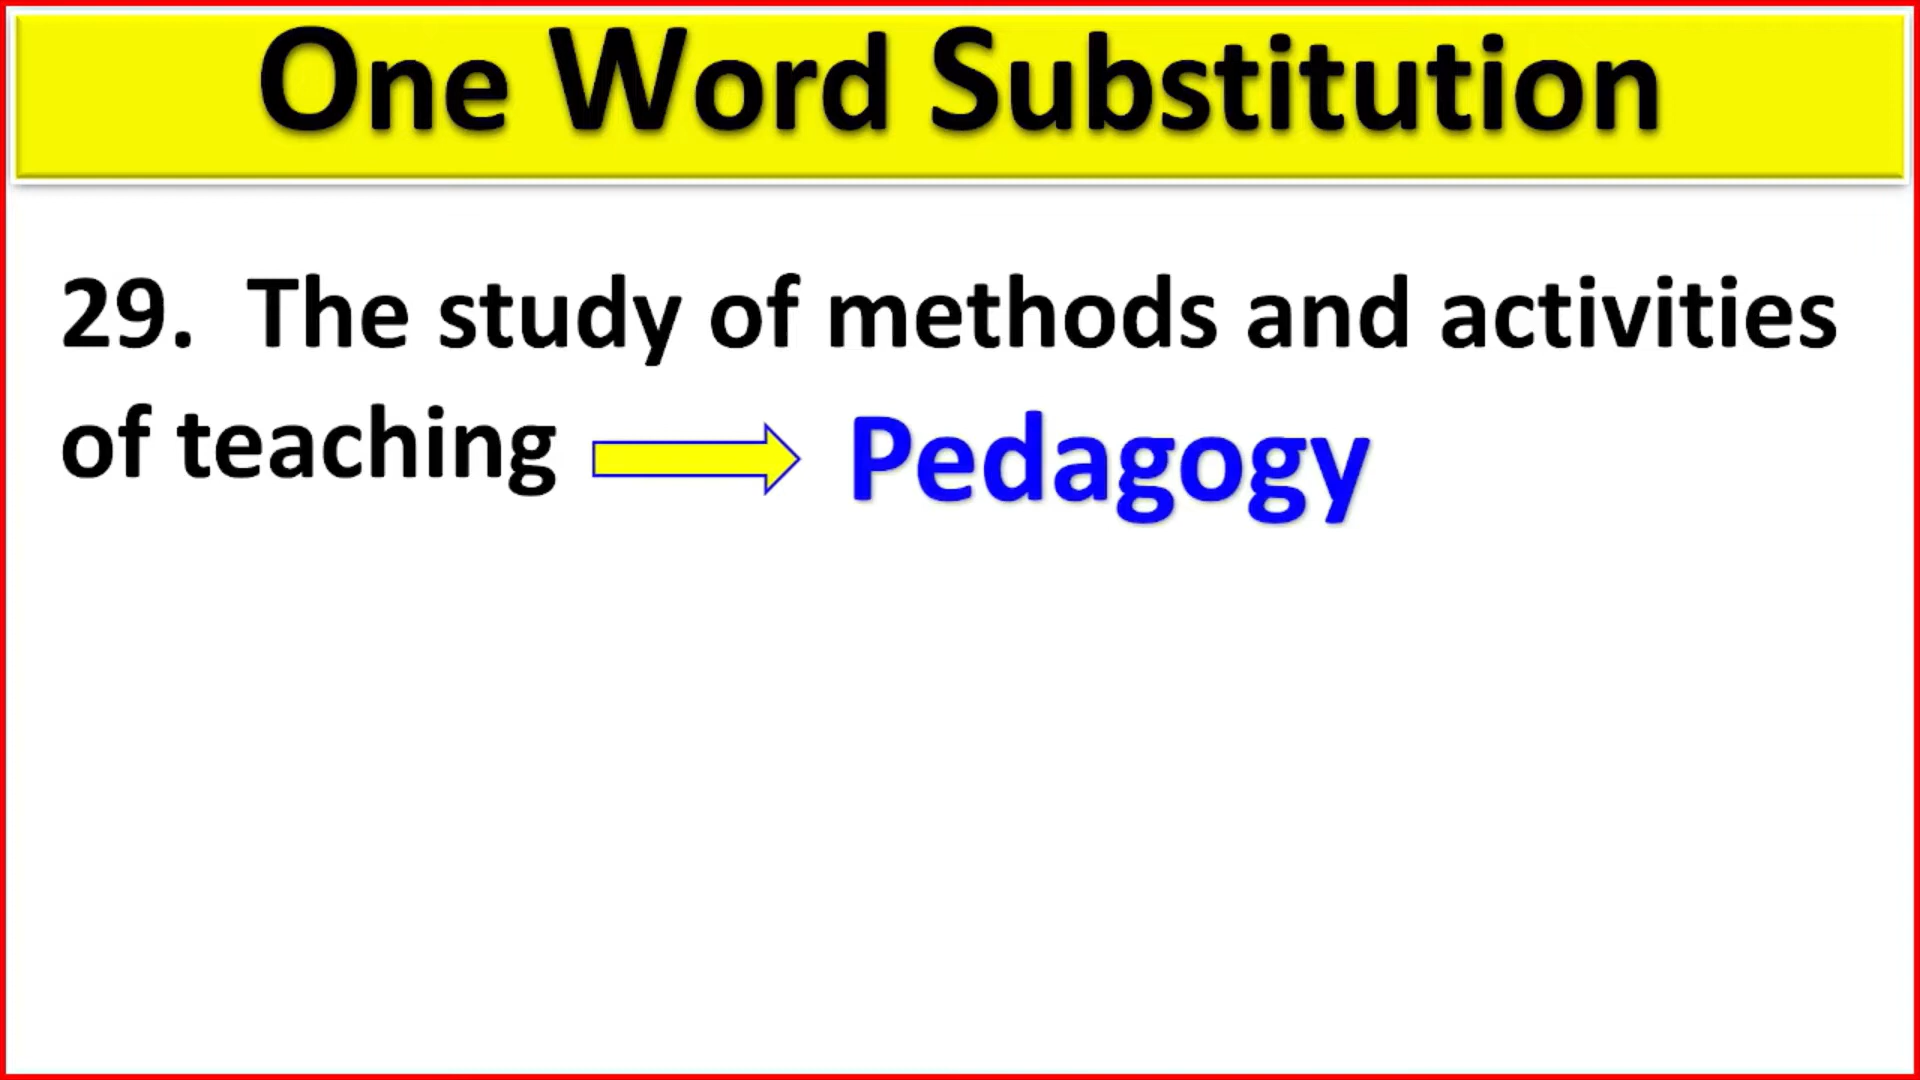 One Word Substitution
29. The study of methods and activities
of teaching Pedagogy